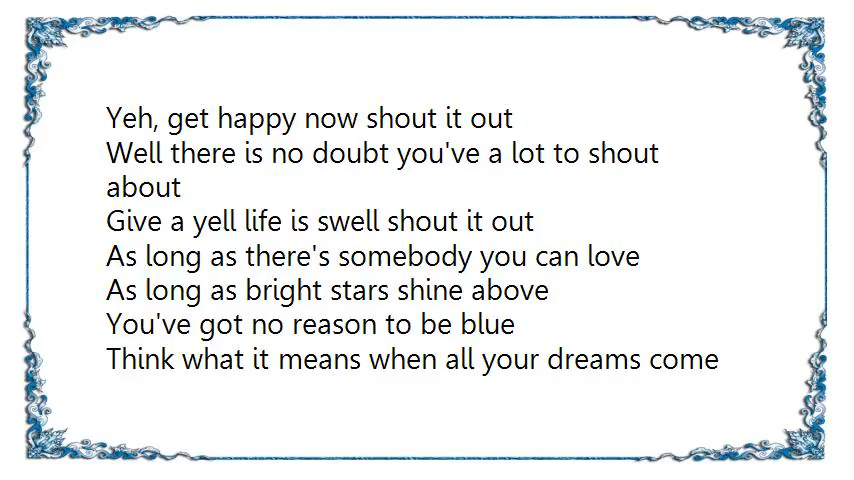 Yeh, get happy now shout it out
Well there is no doubt you've a lot to shout
about
Give a yell life is swell shout it out
As long as there's somebody you can love
As long as bright stars shine above
You've got no reason to be blue
Think what it means when all your dreams come